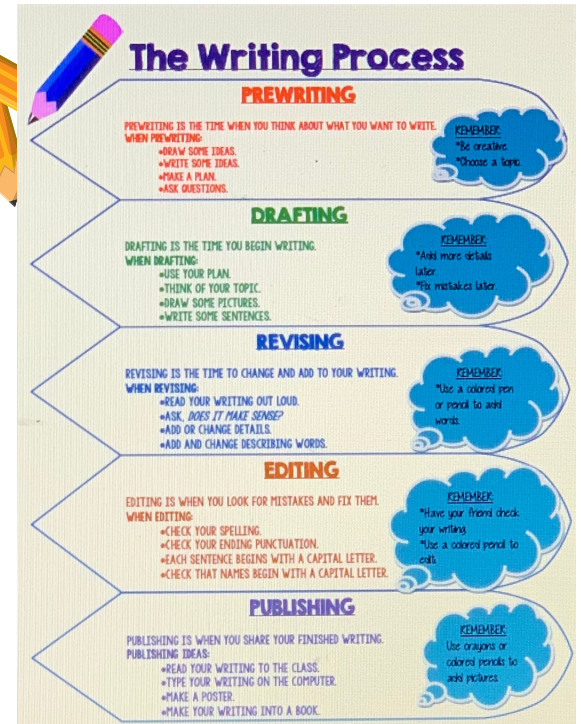 The Writing Process
PREWRITING
PREWRITING IS THE TIME WHEN YOU THINK ABOUT WHAT YOU WANT TO WRITE.
WHEN PREWRITING:
•DRAW SOME IDEAS.
•WRITE SOME IDEAS.
•MAKE A PLAN.
•ASK QUESTIONS.
REMEMBER:
*Be creative.
*Choose a topic.
DRAFTING
DRAFTING IS THE TIME YOU BEGIN WRITING.
WHEN DRAFTING:
•USE YOUR PLAN.
•THINK OF YOUR TOPIC.
•DRAW SOME PICTURES.
•WRITE SOME SENTENCES.
REMEMBER:
*Add more details
later.
*Fix mistakes later.
REVISING
REVISING IS THE TIME TO CHANGE AND ADD TO YOUR WRITING.
WHEN REVISING:
•READ YOUR WRITING OUT LOUD.
•ASK, DOES IT MAKE SENSE?
•ADD OR CHANGE DETAILS.
•ADD AND CHANGE DESCRIBING WORDS.
REMEMBER:
*Use a colored pen
or pencil to add
words.
EDITING
EDITING IS WHEN YOU LOOK FOR MISTAKES AND FIX THEM.
WHEN EDITING:
•CHECK YOUR SPELLING.
•CHECK YOUR ENDING PUNCTUATION.
•EACH SENTENCE BEGINS WITH A CAPITAL LETTER.
•CHECK THAT NAMES BEGIN WITH A CAPITAL LETTER.
REMEMBER:
*Have your friend check
your writing.
*Use a colored pencil to
edit.
PUBLISHING
PUBLISHING IS WHEN YOU SHARE YOUR FINISHED WRITING.
PUBLISHING IDEAS:
•READ YOUR WRITING TO THE CLASS.
•TYPE YOUR WRITING ON THE COMPUTER.
•MAKE A POSTER.
•MAKE YOUR WRITING INTO A BOOK.
REMEMBER:
Use crayons or
colored pencils to
add pictures.